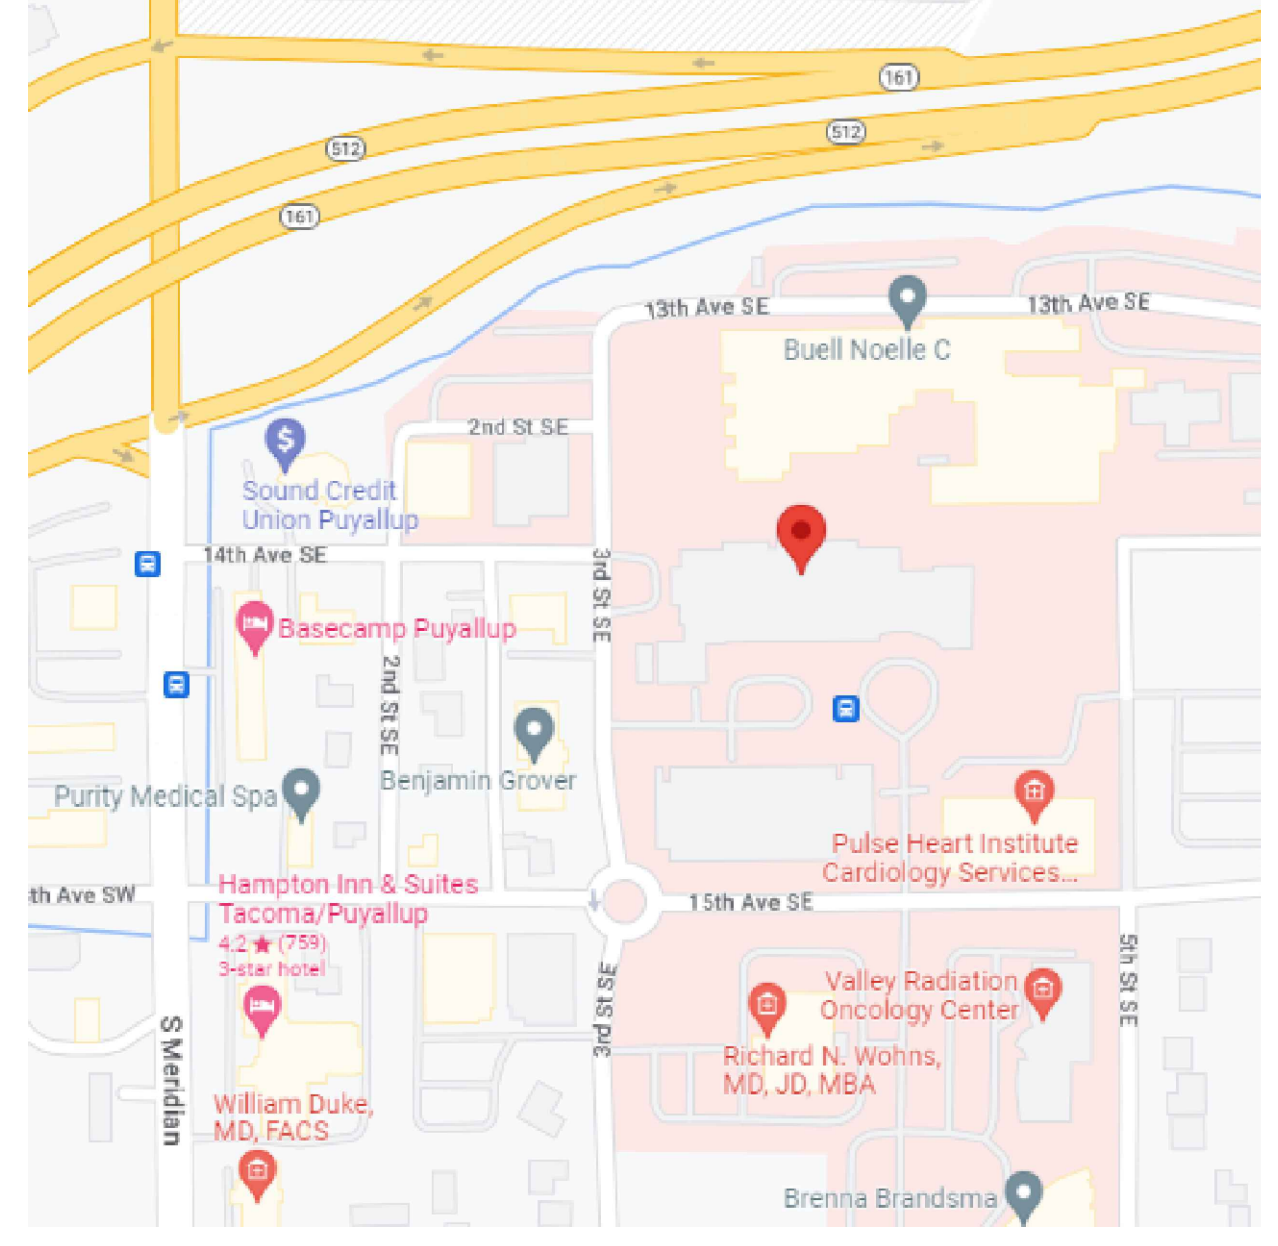 161
512
512
161
13th Ave SE
13th Ave SE
Buell Noelle C
2nd St SE
$
Sound Credit
Union Puyallup
14th Ave SE
3rd St SE
Basecamp Puyallup
2nd St SE
Benjamin Grover
Purity Medical Spa
Pulse Heart Institute
Cardiology Services...
Hampton Inn & Suites
Tacoma/Puyallup
4.2 ★ (759)
3-star hotel
th Ave SW
15th Ave SE
3rd St SE
5th St SE
Valley Radiation
Oncology Center
S Meridian
Richard N. Wohns,
MD, JD, MBA
William Duke,
MD, FACS
Brenna Brandsma